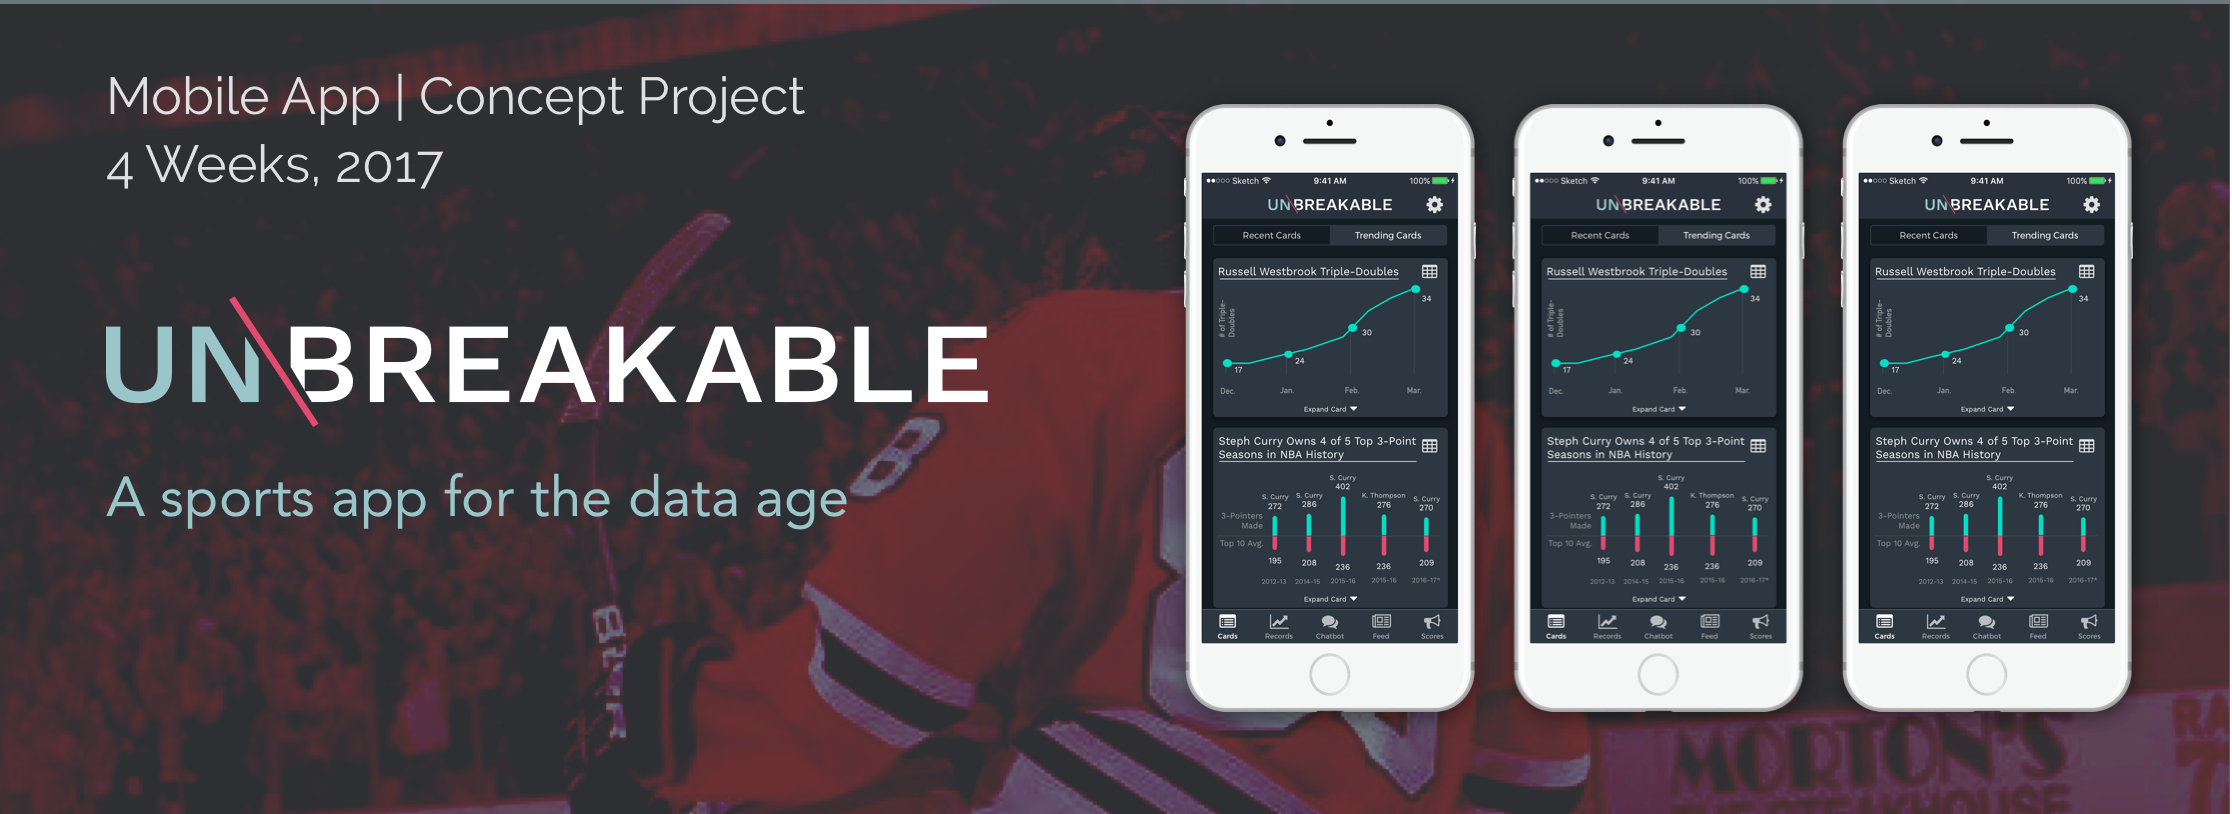 Mobile App | Concept Project
4 Weeks, 2017
UN\BREAKABLE
A sports app for the data age
Sketch 9:41 AM 100%
UN\BREAKABLE
Recent Cards Trending Cards
Russell Westbrook Triple-Doubles
# of Triple-
Doubles
34
30
24
17
Dec. Jan. Feb. Mar.
Expand Card
Steph Curry Owns 4 of 5 Top 3-Point
Seasons in NBA History
S. Curry S. Curry S. Curry K. Thompson S. Curry
272 286 402 276 270
3-Pointers
Made
Top 10 Avg.
195 208 236 236 209
2012-13 2014-15 2015-16 2015-16 2016-17*
Expand Card
Cards Records Chatbot Feed Scores
Sketch 9:41 AM 100%
UN\BREAKABLE
Recent Cards Trending Cards
Russell Westbrook Triple-Doubles
# of Triple-
Doubles
34
30
24
17
Dec. Jan. Feb. Mar.
Expand Card
Steph Curry Owns 4 of 5 Top 3-Point
Seasons in NBA History
S. Curry S. Curry S. Curry K. Thompson S. Curry
272 286 402 276 270
3-Pointers
Made
Top 10 Avg.
195 208 236 236 209
2012-13 2014-15 2015-16 2015-16 2016-17*
Expand Card
Cards Records Chatbot Feed Scores
Sketch 9:41 AM 100%
UN\BREAKABLE
Recent Cards Trending Cards
Russell Westbrook Triple-Doubles
# of Triple-
Doubles
34
30
24
17
Dec. Jan. Feb. Mar.
Expand Card
Steph Curry Owns 4 of 5 Top 3-Point
Seasons in NBA History
S. Curry S. Curry S. Curry K. Thompson S. Curry
272 286 402 276 270
3-Pointers
Made
Top 10 Avg.
195 208 236 236 209
2012-13 2014-15 2015-16 2015-16 2016-17*
Expand Card
Cards Records Chatbot Feed Scores
8
MORTON'S
THE STEAKHOUSE